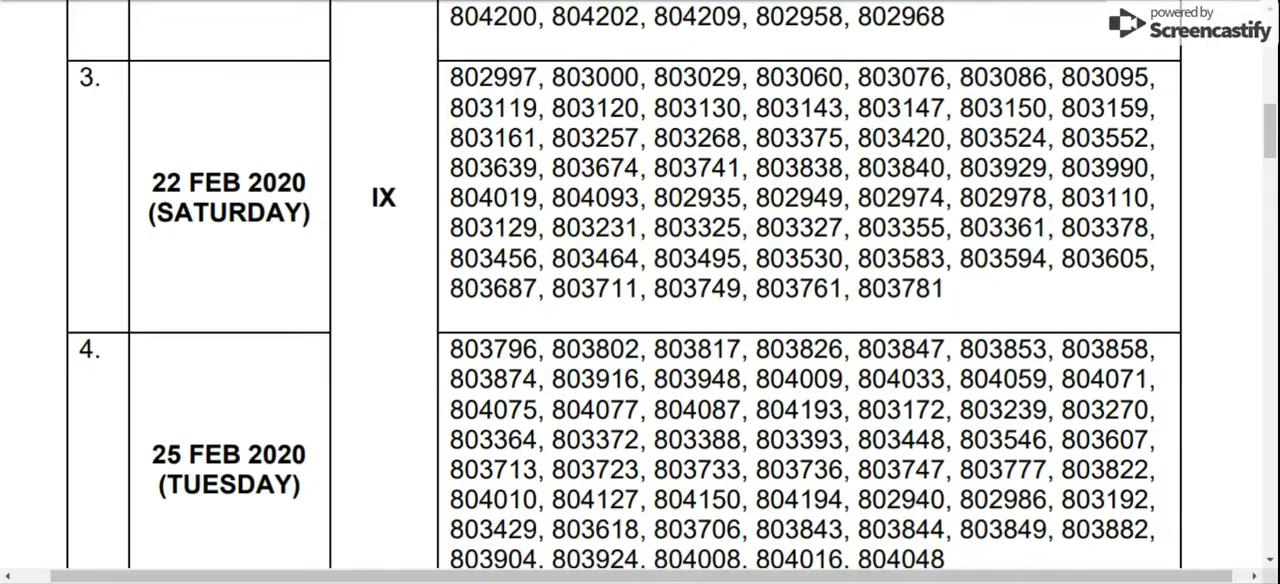 804200, 804202, 804209, 802958, 802968
powered by
Screencastify
3.
22 FEB 2020
(SATURDAY)
IX
802997, 803000, 803029, 803060, 803076, 803086, 803095,
803119, 803120, 803130, 803143, 803147, 803150, 803159,
803161, 803257, 803268, 803375, 803420, 803524, 803552,
803639, 803674, 803741, 803838, 803840, 803929, 803990,
804019, 804093, 802935, 802949, 802974, 802978, 803110,
803129, 803231, 803325, 803327, 803355, 803361, 803378,
803456, 803464, 803495, 803530, 803583, 803594, 803605,
803687, 803711, 803749, 803761, 803781
4.
25 FEB 2020
(TUESDAY)
803796, 803802, 803817, 803826, 803847, 803853, 803858,
803874, 803916, 803948, 804009, 804033, 804059, 804071,
804075, 804077, 804087, 804193, 803172, 803239, 803270,
803364, 803372, 803388, 803393, 803448, 803546, 803607,
803713, 803723, 803733, 803736, 803747, 803777, 803822,
804010, 804127, 804150, 804194, 802940, 802986, 803192,
803429, 803618, 803706, 803843, 803844, 803849, 803882,
803904, 803924, 804008, 804016, 804048